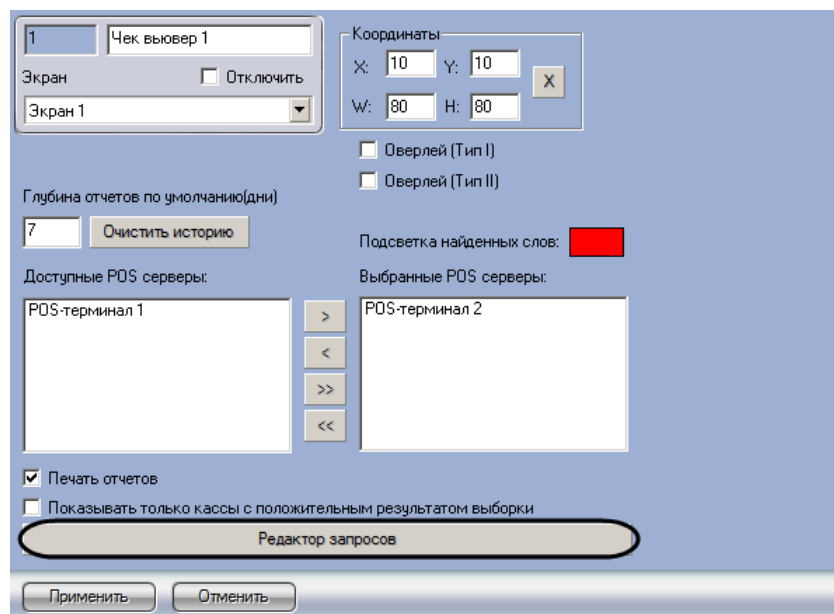 1
Чек вьювер 1
Экран
Отключить
Экран 1
Координаты
X: 10 Y: 10
X
W: 80 H: 80
Оверлей (Тип I)
Оверлей (Тип II)
Глубина отчетов по умолчанию(дни)
7
Очистить историю
Подсветка найденных слов:
Доступные POS серверы:
Выбранные POS серверы:
POS-терминал 1
POS-терминал 2
>
<
>>
<<
Печать отчетов
Показывать только кассы с положительным результатом выборки
Редактор запросов
Применить
Отменить